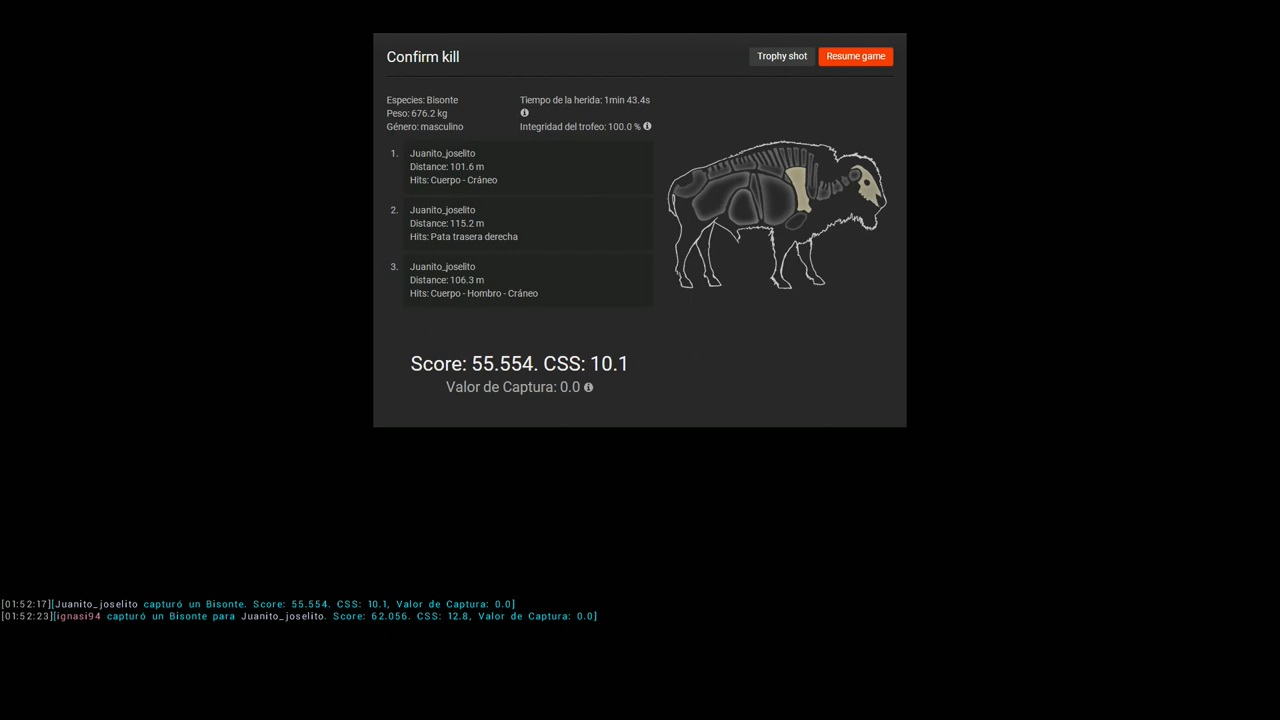 Confirm kill
Trophy shot
Resume game
Especies: Bisonte
Peso: 676.2 kg
Género: masculino
Tiempo de la herida: 1min 43.4s
Integridad del trofeo: 100.0 %
1. Juanito_joselito
Distance: 101.6 m
Hits: Cuerpo - Cráneo
2. Juanito_joselito
Distance: 115.2 m
Hits: Pata trasera derecha
3. Juanito_joselito
Distance: 106.3 m
Hits: Cuerpo - Hombro - Cráneo
Score: 55.554. CSS: 10.1
Valor de Captura: 0.0
[01:52:17][Juanito_joselito capturó un Bisonte. Score: 55.554. CSS: 10.1, Valor de Captura: 0.0]
[01:52:23][ignasi94 capturó un Bisonte para Juanito_joselito. Score: 62.056. CSS: 12.8, Valor de Captura: 0.0]